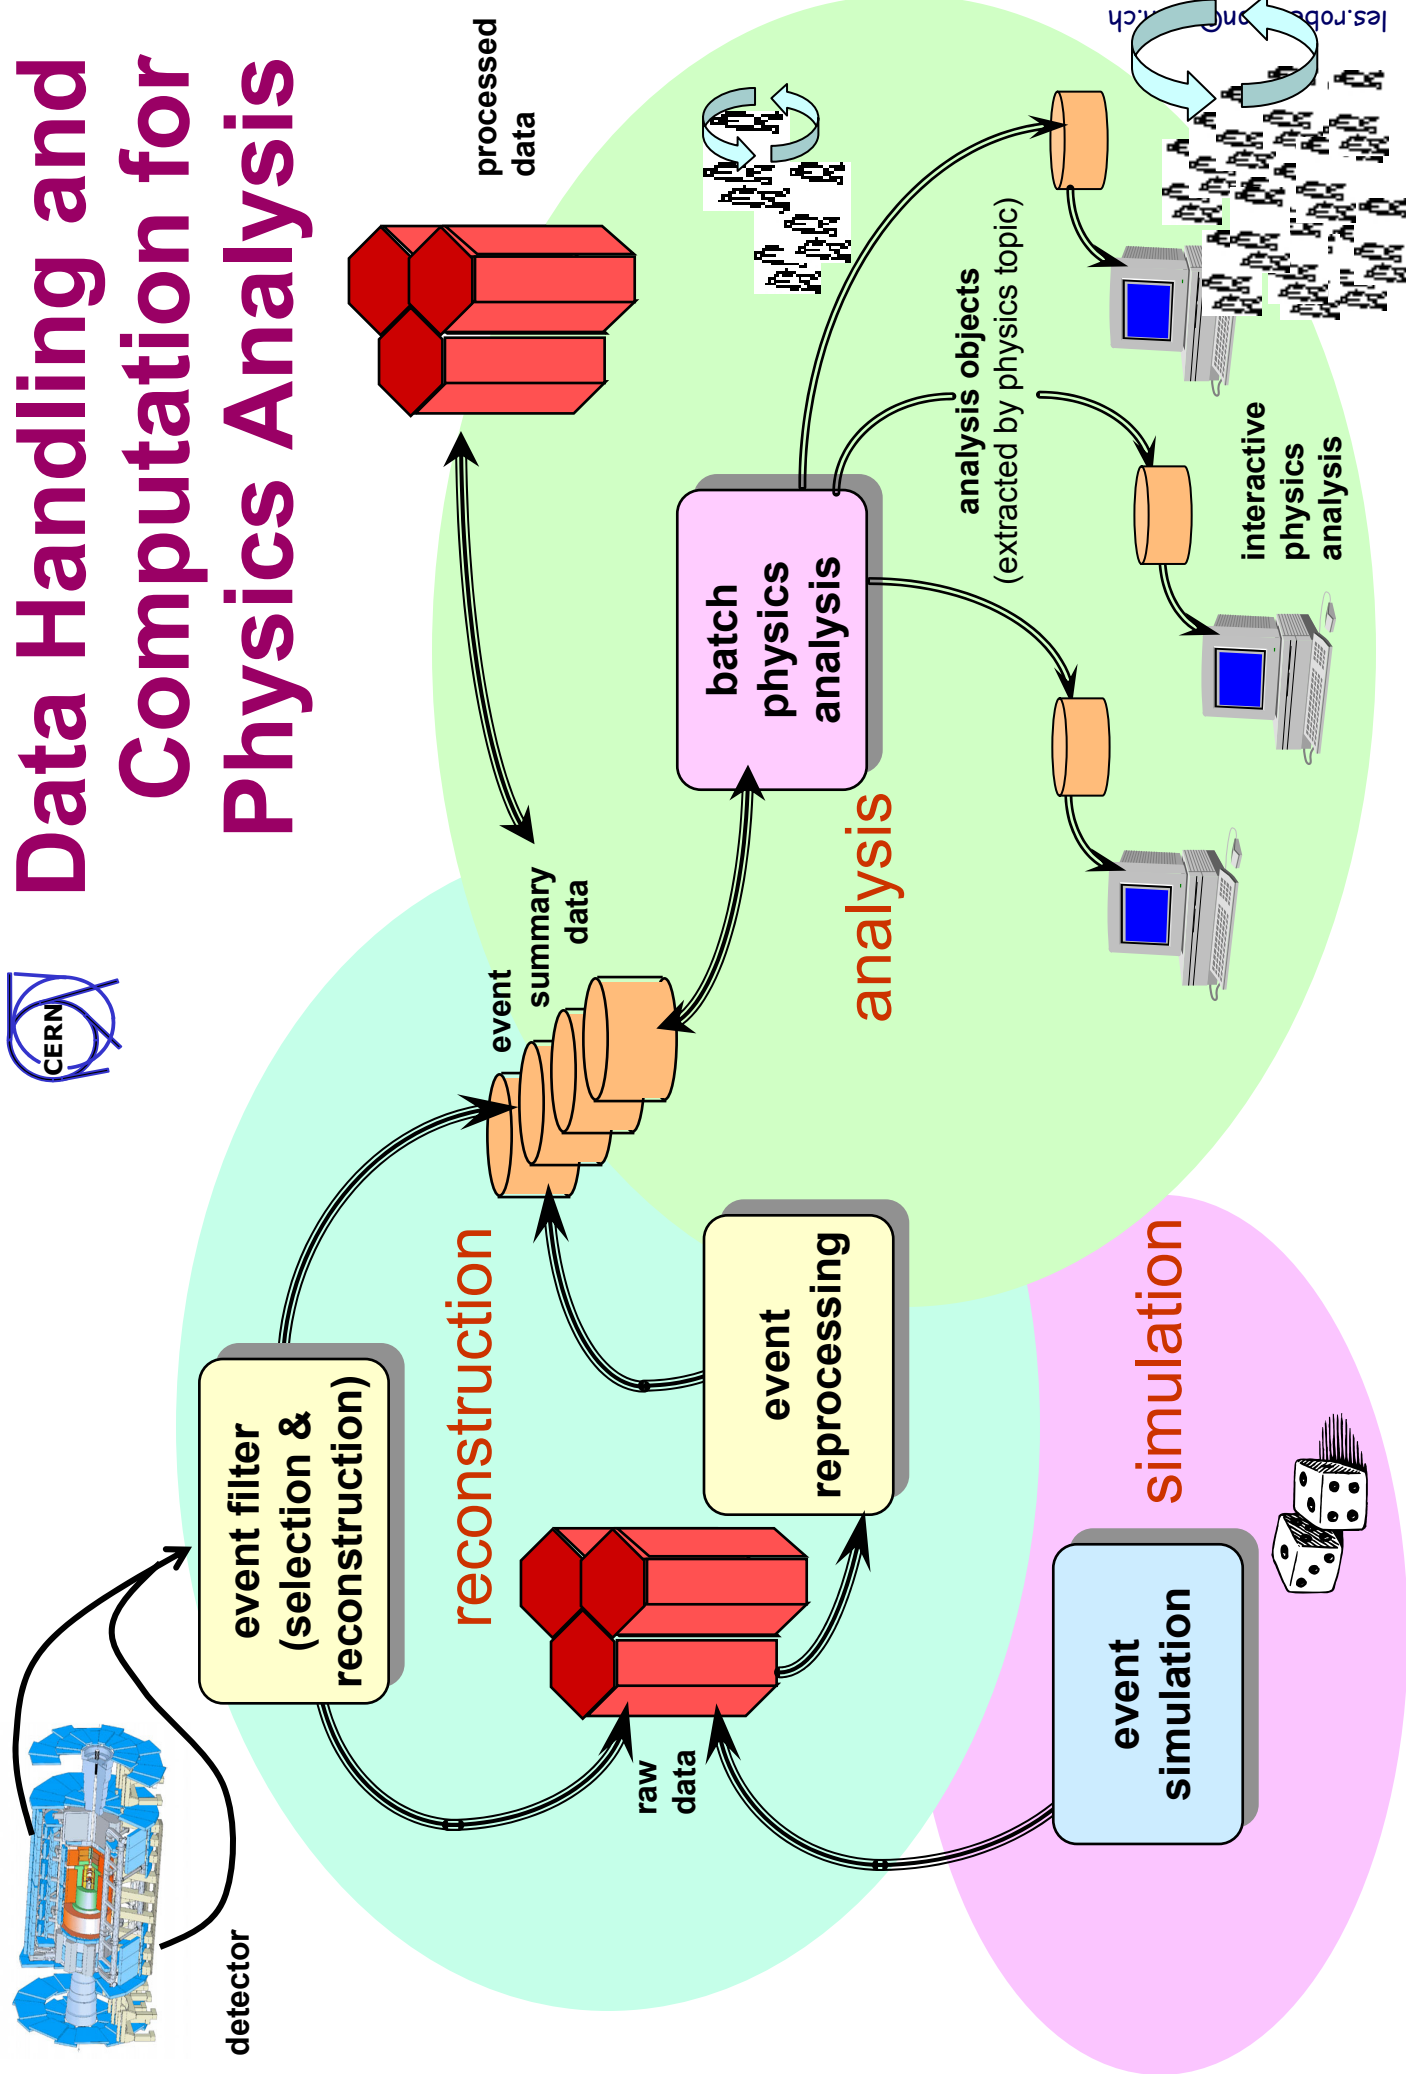 CERN
Data Handling and
Computation for
Physics Analysis
detector
event filter
(selection &
reconstruction)
reconstruction
processed
data
event
summary
data
raw
data
event
reprocessing
batch
physics
analysis
analysis
analysis objects
(extracted by physics topic)
event
simulation
simulation
interactive
physics
analysis